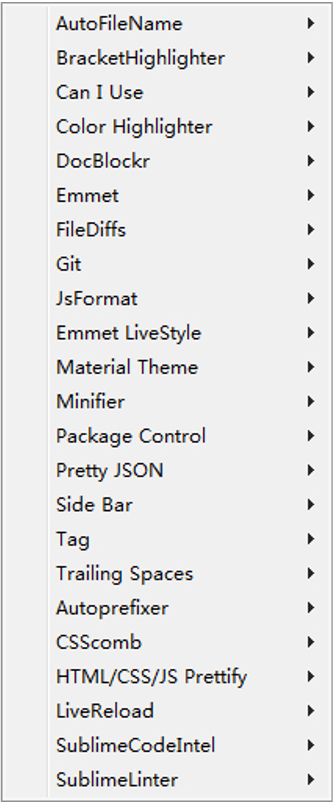 AutoFileName
BracketHighlighter
Can I Use
Color Highlighter
DocBlockr
Emmet
FileDiffs
Git
JsFormat
Emmet LiveStyle
Material Theme
Minifier
Package Control
Pretty JSON
Side Bar
Tag
Trailing Spaces
Autoprefixer
CSScomb
HTML/CSS/JS Prettify
LiveReload
SublimeCodeIntel
SublimeLinter